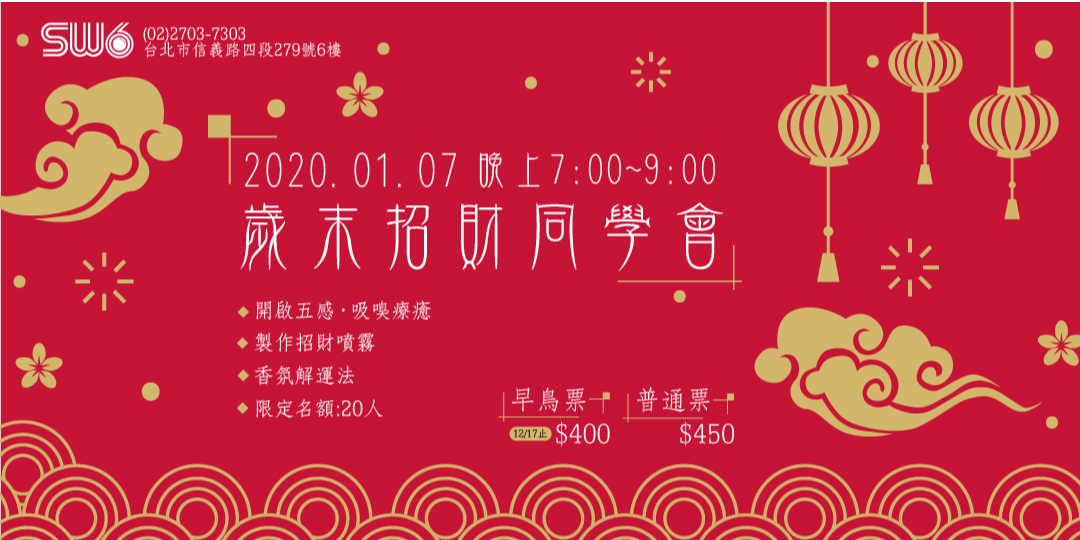 SW6
(02)2703-7303
台北市信義路四段279號6樓
2020.01.07 晚上7:00~9:00
歲末招財同學會
開啟五感·吸嗅療癒
製作招財噴霧
香氛解運法
限定名額:20人
早鳥票
12/17止 $400
普通票
$450